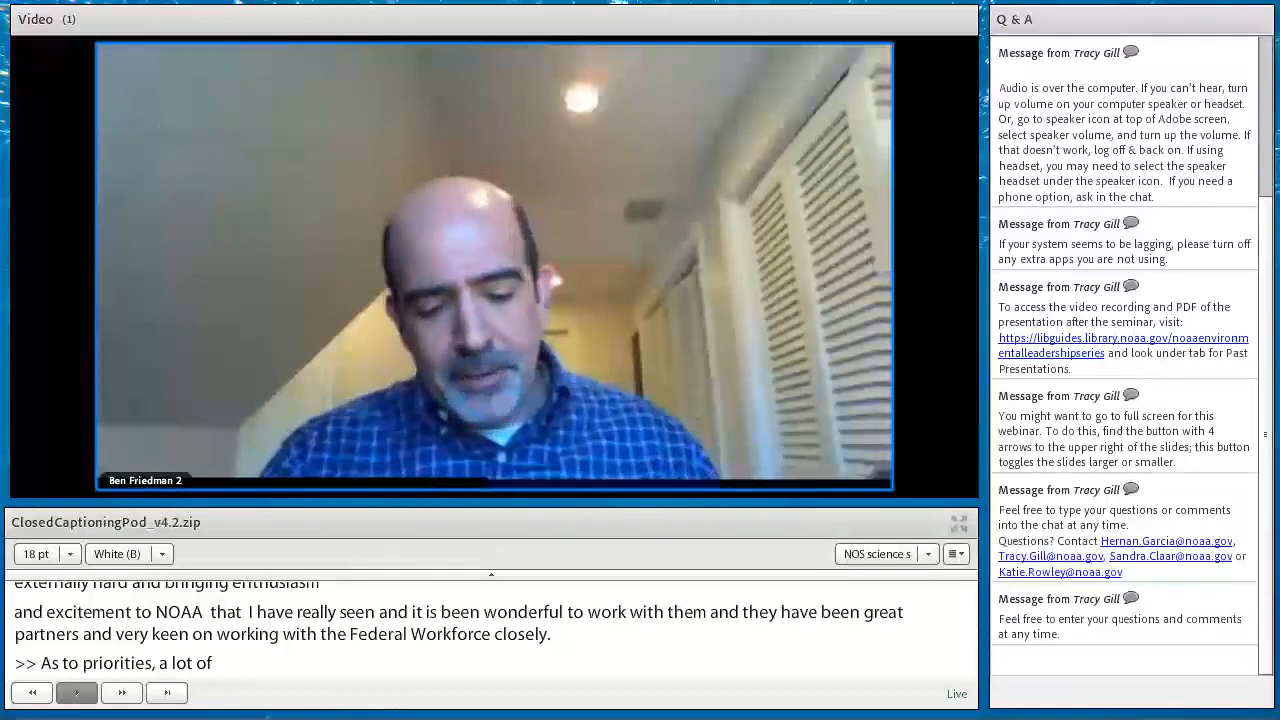 Video (1)
Ben Friedman 2
ClosedCaptioningPod_v4.2.zip
18 pt
White (B)
NOS science s
externally hard and bringing enthusiasm
and excitement to NOAA that I have really seen and it is been wonderful to work with them and they have been great
partners and very keen on working with the Federal Workforce closely.
>> As to priorities, a lot of
Live
Q & A
Message from Tracy Gill
Audio is over the computer. If you can't hear, turn
up volume on your computer speaker or headset.
Or, go to speaker icon at top of Adobe screen,
select speaker volume, and turn up the volume. If
that doesn't work, log off & back on. If using
headset, you may need to select the speaker
headset under the speaker icon. If you need a
phone option, ask in the chat.
Message from Tracy Gill
If your system seems to be lagging, please turn off
any extra apps you are not using.
Message from Tracy Gill
To access the video recording and PDF of the
presentation after the seminar, visit:
https://libguides.library.noaa.gov/noaaenvironm
entalleadershipseries and look under tab for Past
Presentations.
Message from Tracy Gill
You might want to go to full screen for this
webinar. To do this, find the button with 4
arrows to the upper right of the slides; this button
toggles the slides larger or smaller.
Message from Tracy Gill
Feel free to type your questions or comments
into the chat at any time.
Questions? Contact Hernan.Garcia@noaa.gov,
Tracy.Gill@noaa.gov, Sandra.Claar@noaa.gov or
Katie.Rowley@noaa.gov
Message from Tracy Gill
Feel free to enter your questions and comments
at any time.